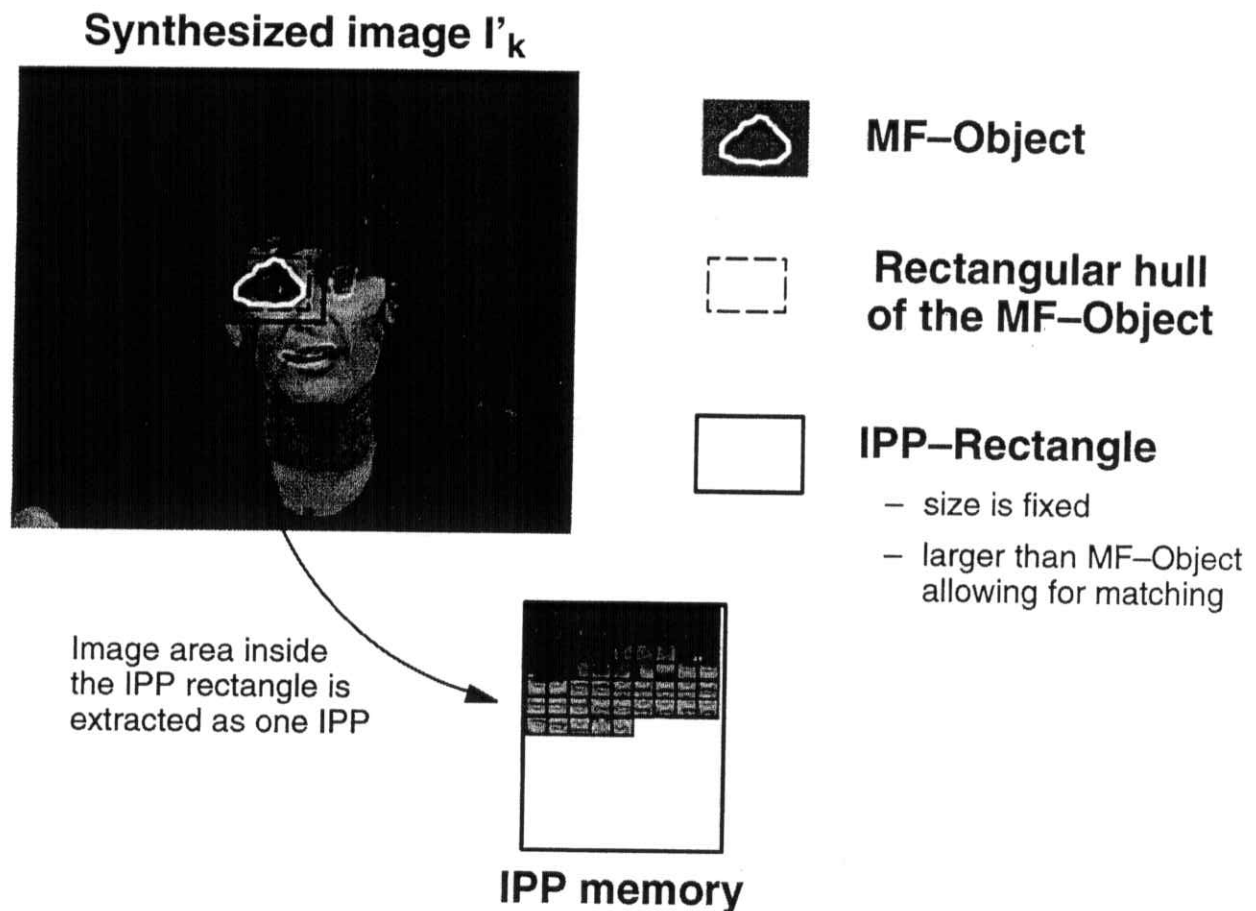 Synthesized image I'k
MF–Object
Rectangular hull
of the MF–Object
IPP–Rectangle
– size is fixed
– larger than MF–Object
allowing for matching
Image area inside
the IPP rectangle is
extracted as one IPP
IPP memory